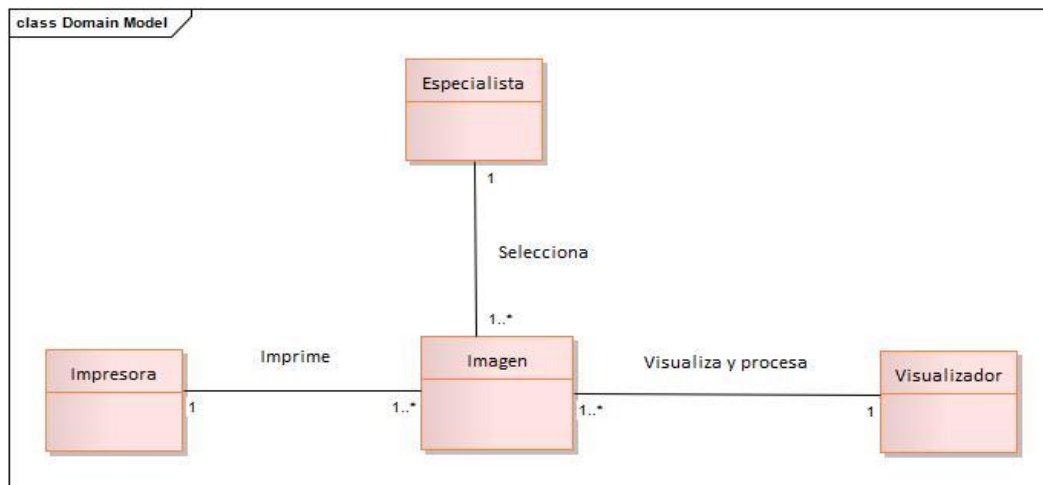 class Domain Model
Especialista
1
Selecciona
1..*
Impresora
Imprime
Imagen
Visualiza y procesa
Visualizador
1
1..*
1..*
1